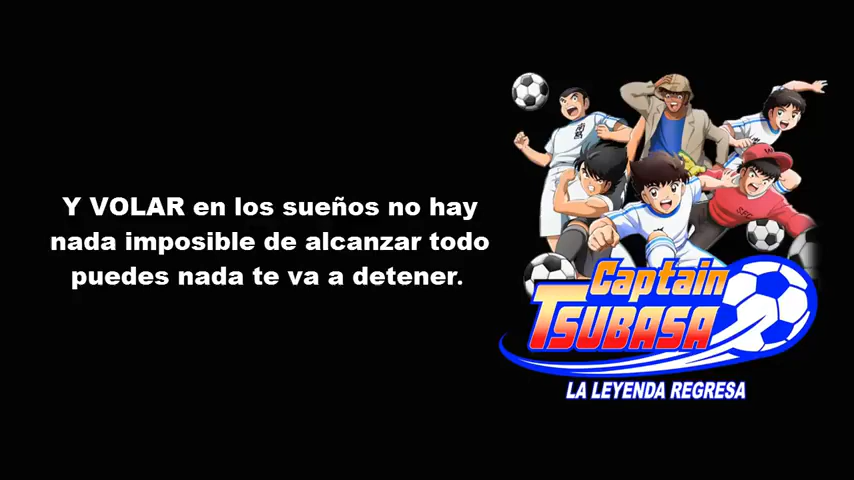 Y VOLAR en los sueños no hay
nada imposible de alcanzar todo
puedes nada te va a detener.
Captain
TSUBASA
LA LEYENDA REGRESA